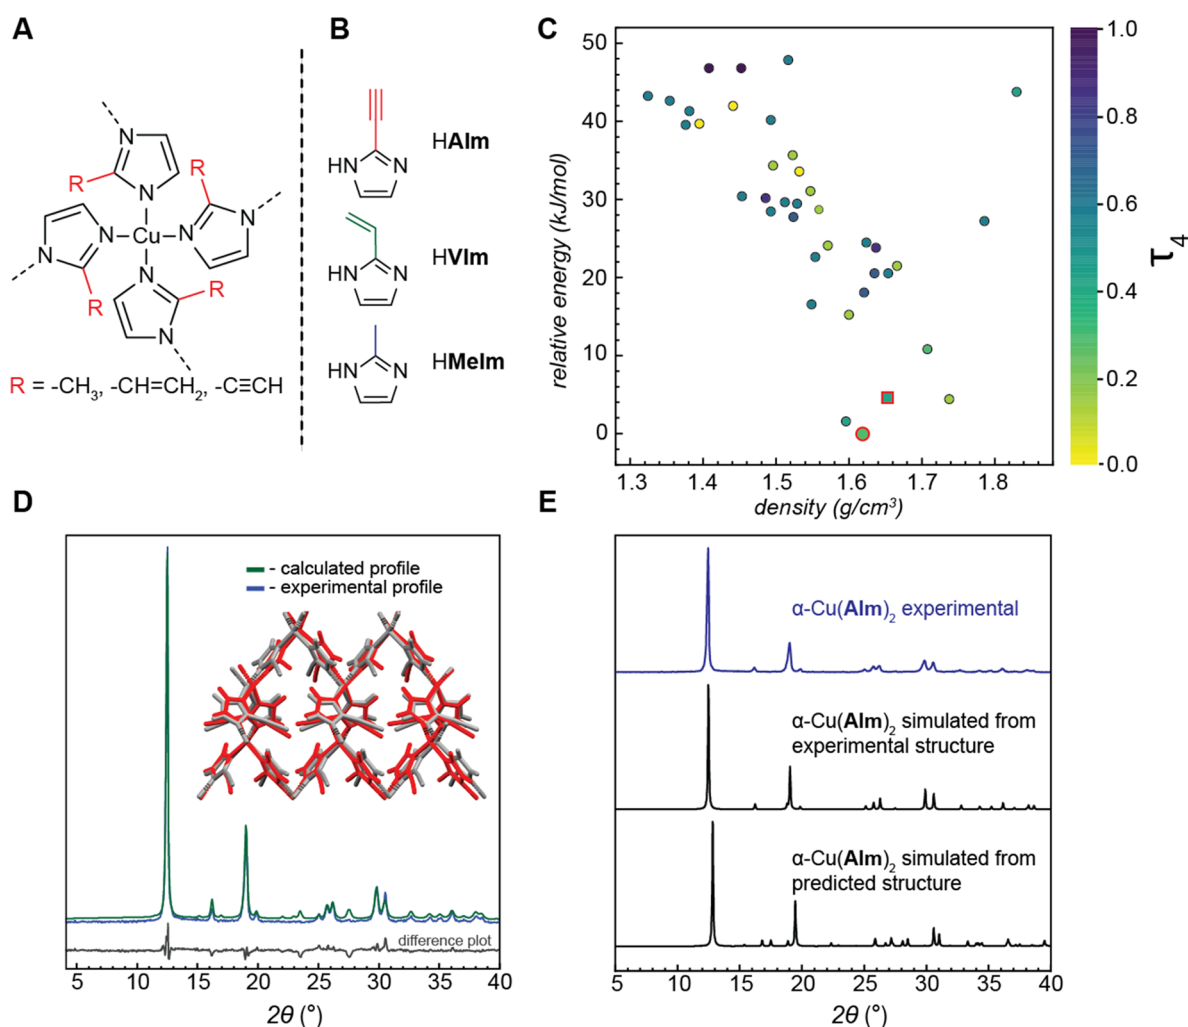 A
B
C
N
R
N
R
N
N
Cu
N
N
R
N
R
N
R = -CH₃, -CH=CH₂, -C≡CH
HN
N
HAIm
HN
N
HVIm
HN
N
HMeIm
relative energy (kJ/mol)
50
40
30
20
10
0
1.3 1.4 1.5 1.6 1.7 1.8
density (g/cm³)
1.0
0.8
0.6
0.4
0.2
0.0
τ₄
D
- calculated profile
- experimental profile
difference plot
5 10 15 20 25 30 35 40
2θ (°)
E
α-Cu(AIm)₂ experimental
α-Cu(AIm)₂ simulated from
experimental structure
α-Cu(AIm)₂ simulated from
predicted structure
5 10 15 20 25 30 35 40
2θ (°)